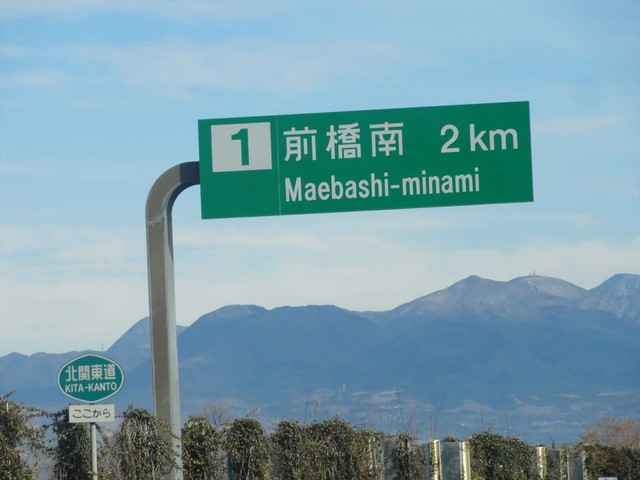 1
前橋南 2 km
Maebashi-minami
北関東道
KITA-KANTO
ここから